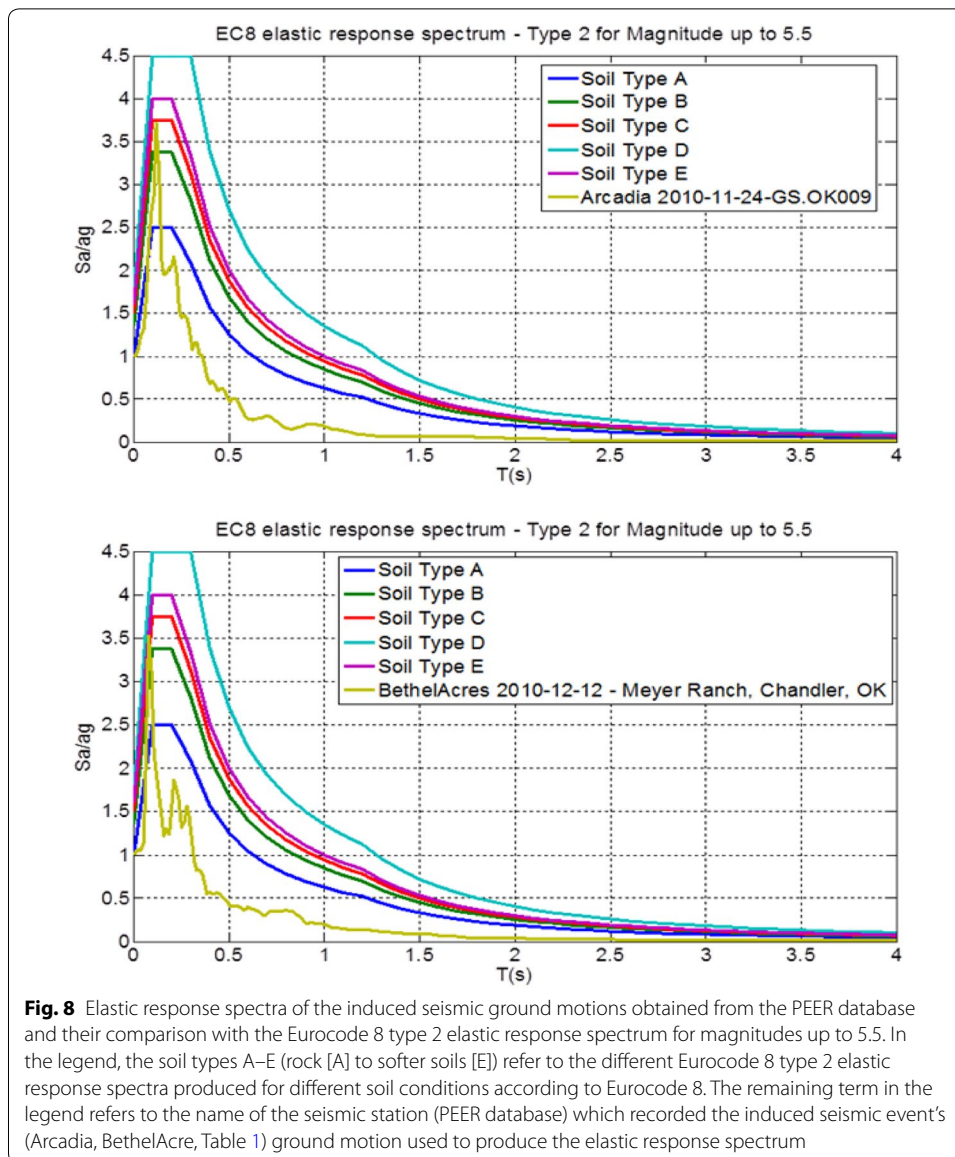 EC8 elastic response spectrum - Type 2 for Magnitude up to 5.5
4.5
4
3.5
3
2.5
2
1.5
1
0.5
0
Sa/ag
Soil Type A
Soil Type B
Soil Type C
Soil Type D
Soil Type E
Arcadia 2010-11-24-GS.OK009
0 0.5 1 1.5 2 2.5 3 3.5 4
T(s)
EC8 elastic response spectrum - Type 2 for Magnitude up to 5.5
4.5
4
3.5
3
2.5
2
1.5
1
0.5
0
Sa/ag
Soil Type A
Soil Type B
Soil Type C
Soil Type D
Soil Type E
BethelAcres 2010-12-12 - Meyer Ranch, Chandler, OK
0 0.5 1 1.5 2 2.5 3 3.5 4
T(s)
Fig. 8 Elastic response spectra of the induced seismic ground motions obtained from the PEER database
and their comparison with the Eurocode 8 type 2 elastic response spectrum for magnitudes up to 5.5. In
the legend, the soil types A–E (rock [A] to softer soils [E]) refer to the different Eurocode 8 type 2 elastic
response spectra produced for different soil conditions according to Eurocode 8. The remaining term in the
legend refers to the name of the seismic station (PEER database) which recorded the induced seismic event's
(Arcadia, BethelAcre, Table 1) ground motion used to produce the elastic response spectrum